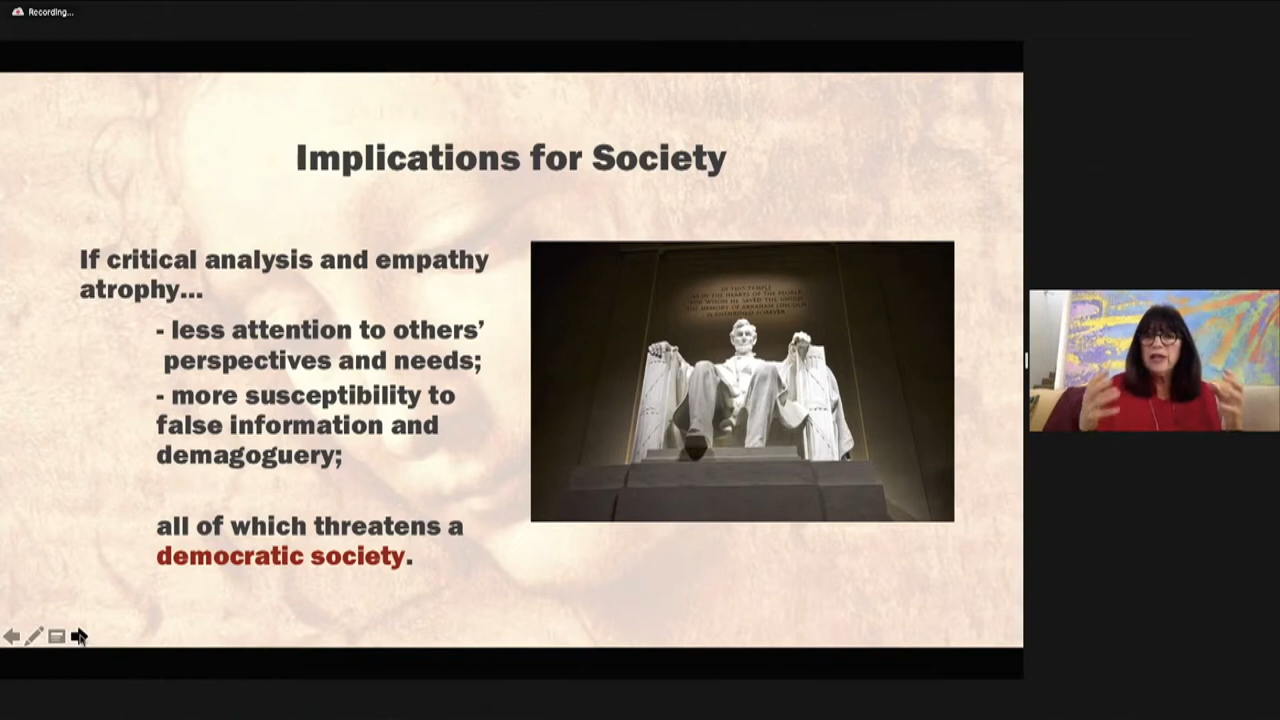 Recording...
Implications for Society
If critical analysis and empathy
atrophy...
- less attention to others’
perspectives and needs;
- more susceptibility to
false information and
demagoguery;
all of which threatens a
democratic society.
IN THIS TEMPLE
AS IN THE HEARTS OF THE PEOPLE
FOR WHOM HE SAVED THE UNION
THE MEMORY OF ABRAHAM LINCOLN
IS ENSHRINED FOREVER